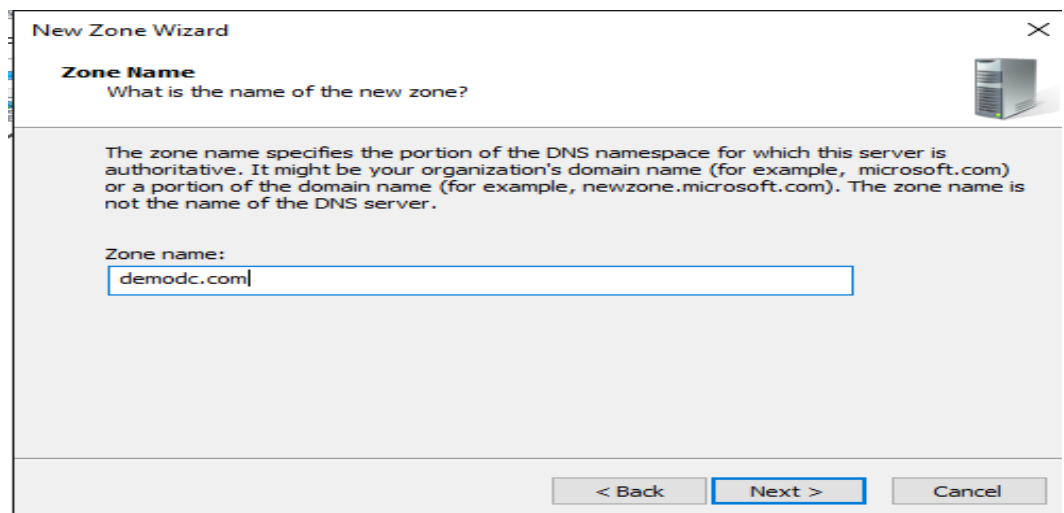 New Zone Wizard
Zone Name
What is the name of the new zone?
The zone name specifies the portion of the DNS namespace for which this server is
authoritative. It might be your organization's domain name (for example, microsoft.com)
or a portion of the domain name (for example, newzone.microsoft.com). The zone name is
not the name of the DNS server.
Zone name:
demodc.com
< Back Next > Cancel